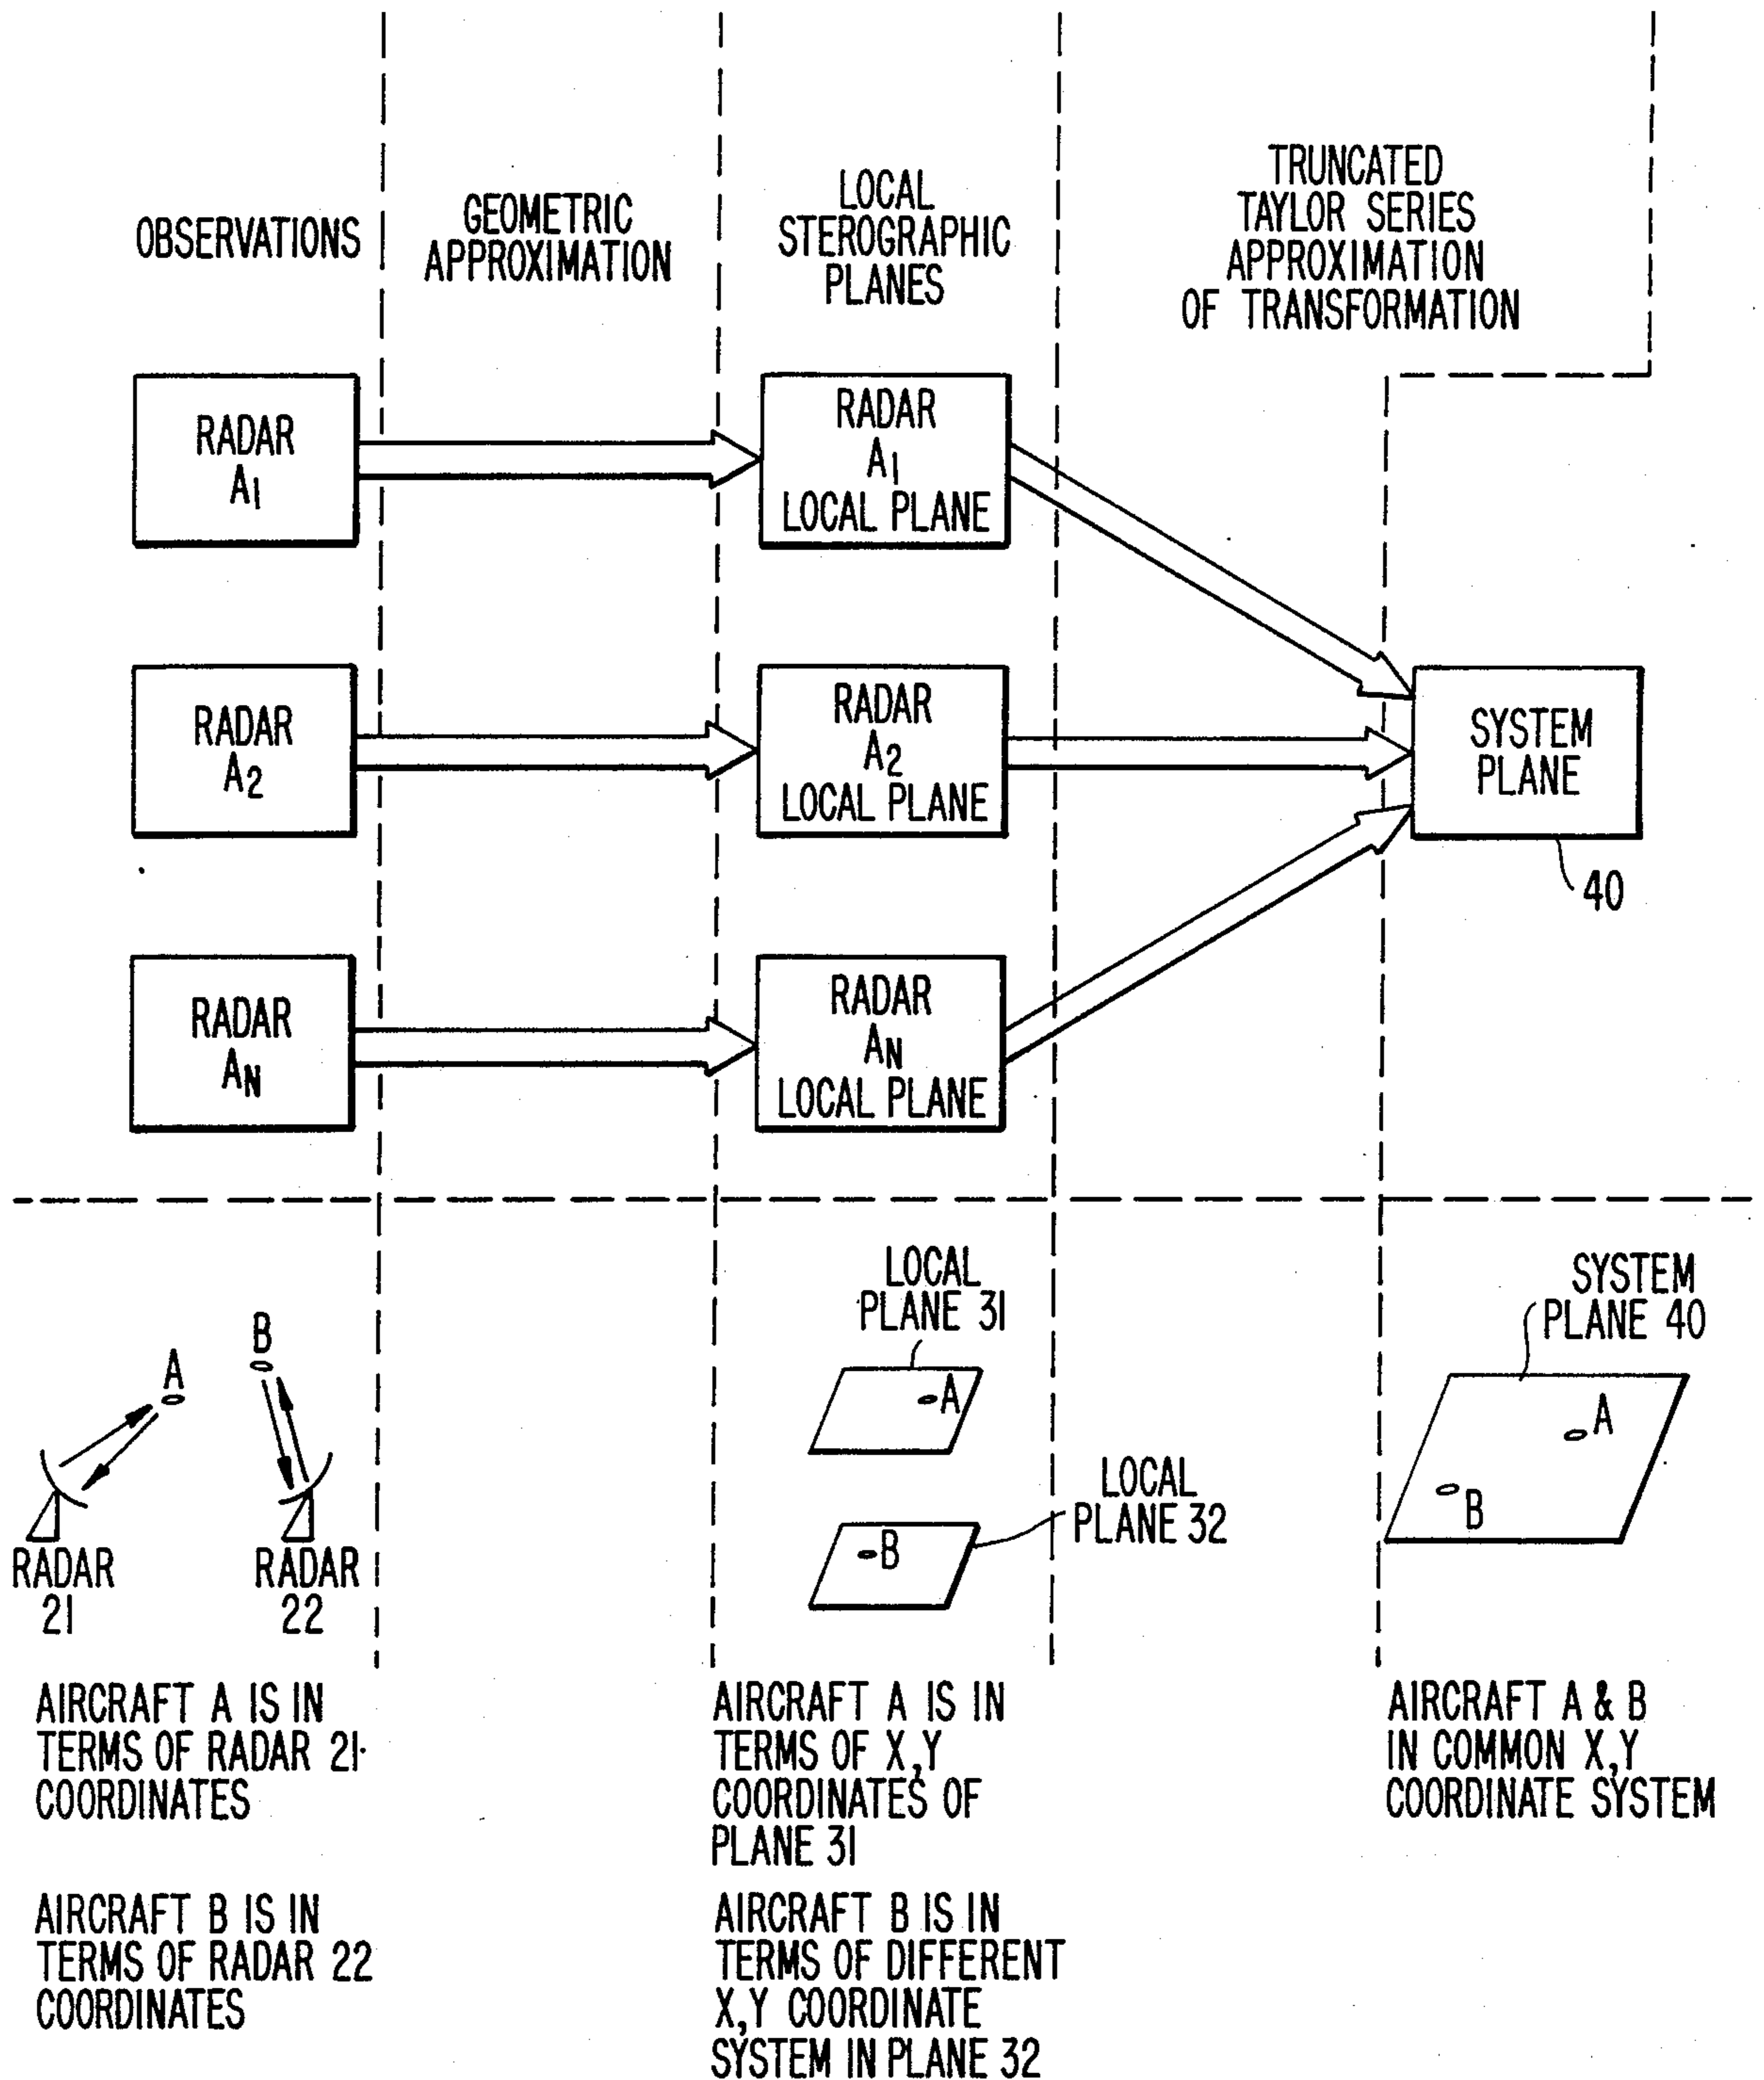 OBSERVATIONS
GEOMETRIC
APPROXIMATION
LOCAL
STEROGRAPHIC
PLANES
TRUNCATED
TAYLOR SERIES
APPROXIMATION
OF TRANSFORMATION
RADAR
A1
RADAR
A1
LOCAL PLANE
RADAR
A2
RADAR
A2
LOCAL PLANE
SYSTEM
PLANE
40
RADAR
AN
RADAR
AN
LOCAL PLANE
A
B
RADAR
21
RADAR
22
LOCAL
PLANE 31
A
LOCAL
PLANE 32
B
SYSTEM
PLANE 40
A
B
AIRCRAFT A IS IN
TERMS OF RADAR 21
COORDINATES
AIRCRAFT B IS IN
TERMS OF RADAR 22
COORDINATES
AIRCRAFT A IS IN
TERMS OF X,Y
COORDINATES OF
PLANE 31
AIRCRAFT B IS IN
TERMS OF DIFFERENT
X,Y COORDINATE
SYSTEM IN PLANE 32
AIRCRAFT A & B
IN COMMON X,Y
COORDINATE SYSTEM